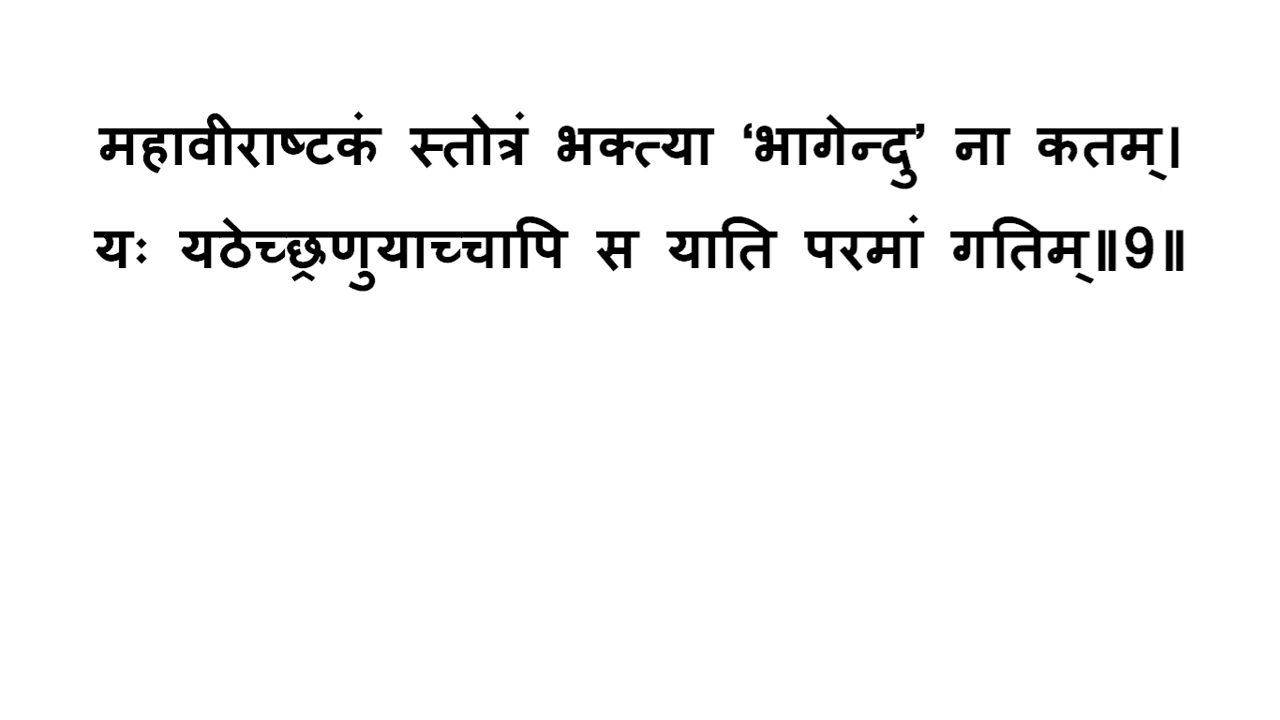 महावीराष्टकं स्तोत्रं भक्त्या ‘भागेन्दु’ ना कतम्।
यः यठेच्छ्रणुयाच्चापि स याति परमां गतिम्॥9॥